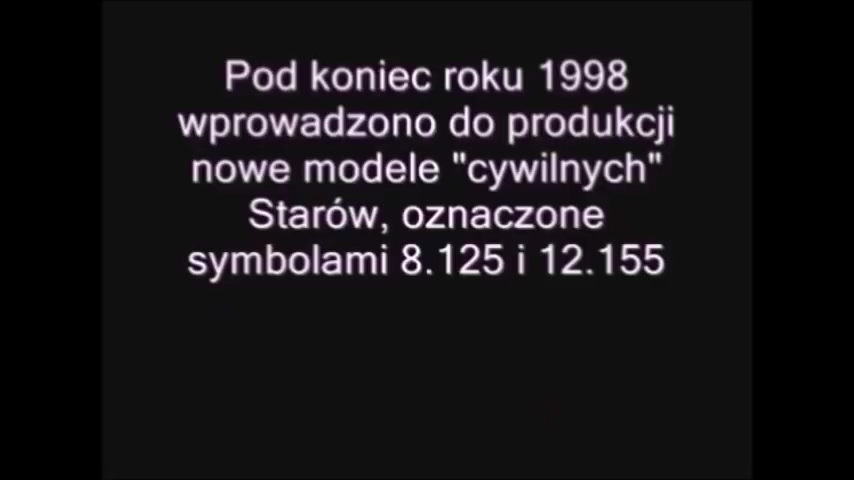 Pod koniec roku 1998
wprowadzono do produkcji
nowe modele "cywilnych"
Starów, oznaczone
symbolami 8.125 i 12.155